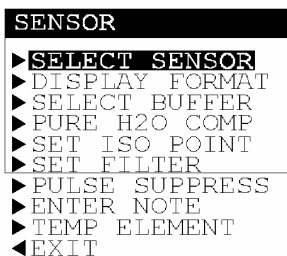 SENSOR
▶SELECT SENSOR
▶DISPLAY FORMAT
▶SELECT BUFFER
▶PURE H2O COMP
▶SET ISO POINT
▶SET FILTER
▶PULSE SUPPRESS
▶ENTER NOTE
▶TEMP ELEMENT
◀EXIT